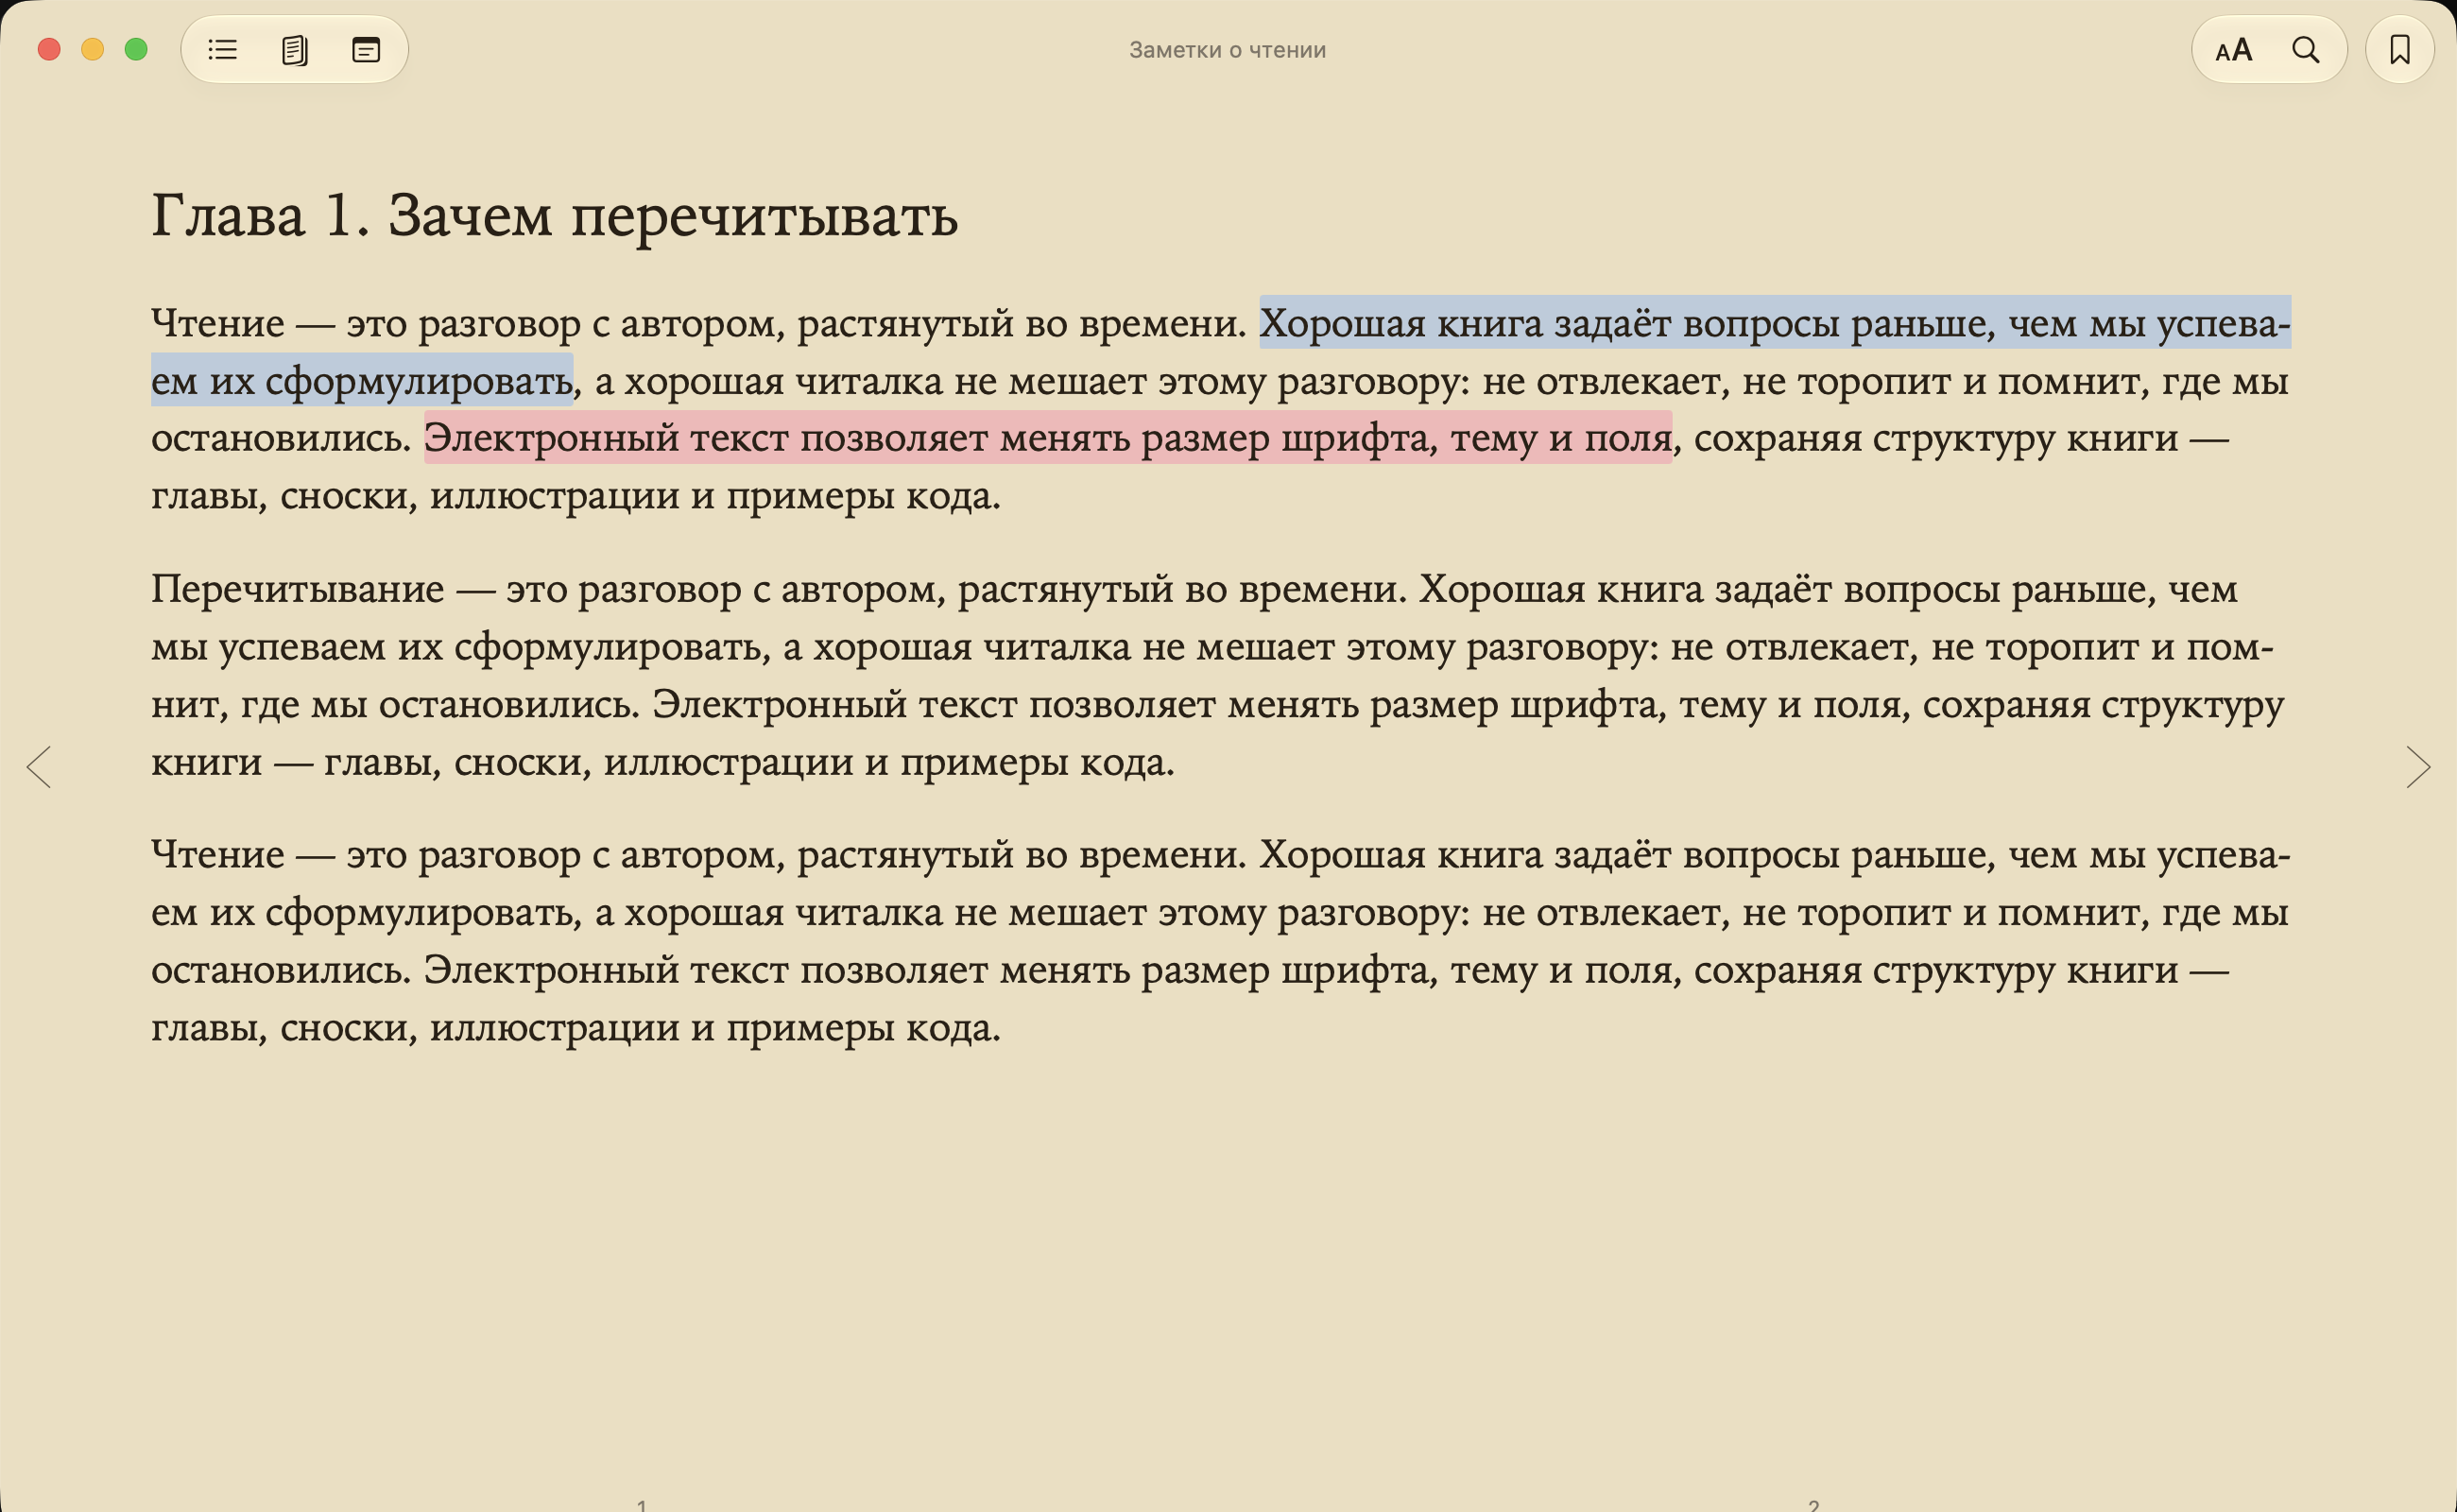 Заметки о чтении
AA
Глава 1. Зачем перечитывать
Чтение — это разговор с автором, растянутый во времени. Хорошая книга задаёт вопросы раньше, чем мы успева-
ем их сформулировать, а хорошая читалка не мешает этому разговору: не отвлекает, не торопит и помнит, где мы
остановились. Электронный текст позволяет менять размер шрифта, тему и поля, сохраняя структуру книги —
главы, сноски, иллюстрации и примеры кода.
Перечитывание — это разговор с автором, растянутый во времени. Хорошая книга задаёт вопросы раньше, чем
мы успеваем их сформулировать, а хорошая читалка не мешает этому разговору: не отвлекает, не торопит и пом-
нит, где мы остановились. Электронный текст позволяет менять размер шрифта, тему и поля, сохраняя структуру
книги — главы, сноски, иллюстрации и примеры кода.
Чтение — это разговор с автором, растянутый во времени. Хорошая книга задаёт вопросы раньше, чем мы успева-
ем их сформулировать, а хорошая читалка не мешает этому разговору: не отвлекает, не торопит и помнит, где мы
остановились. Электронный текст позволяет менять размер шрифта, тему и поля, сохраняя структуру книги —
главы, сноски, иллюстрации и примеры кода.
1
2